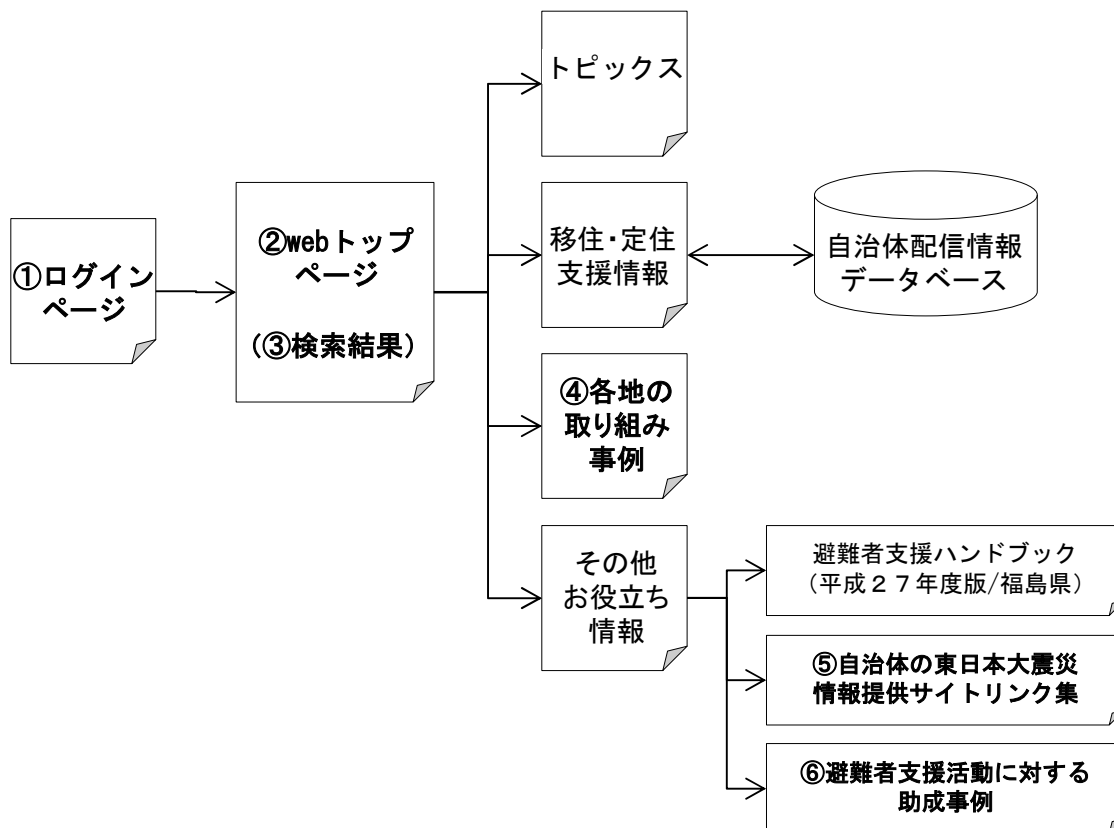 ①ログイン
ページ
②webトップ
ページ
(③検索結果)
トピックス
移住・定住
支援情報
自治体配信情報
データベース
④各地の
取り組み
事例
その他
お役立ち
情報
避難者支援ハンドブック
(平成２７年度版/福島県)
⑤自治体の東日本大震災
情報提供サイトリンク集
⑥避難者支援活動に対する
助成事例